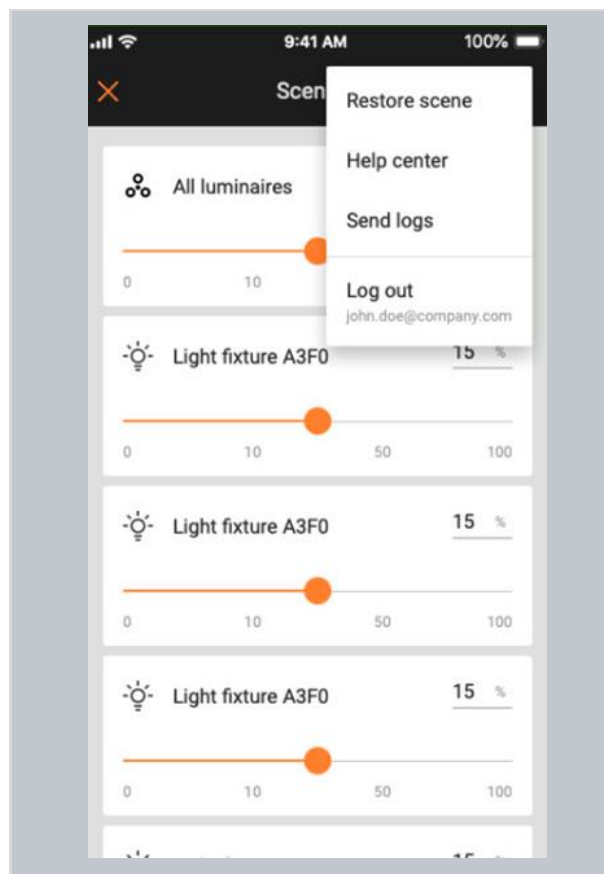 9:41 AM 100%
Scen
Restore scene
Help center
Send logs
Log out
john.doe@company.com
All luminaires
0 10
Light fixture A3F0 15 %
0 10 50 100
Light fixture A3F0 15 %
0 10 50 100
Light fixture A3F0 15 %
0 10 50 100